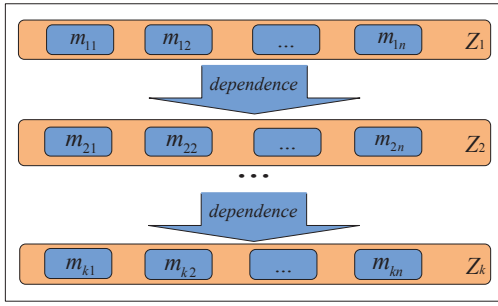 m11 m12 ... m1n Z1
dependence
m21 m22 ... m2n Z2
...
dependence
mk1 mk2 ... mkn Zk